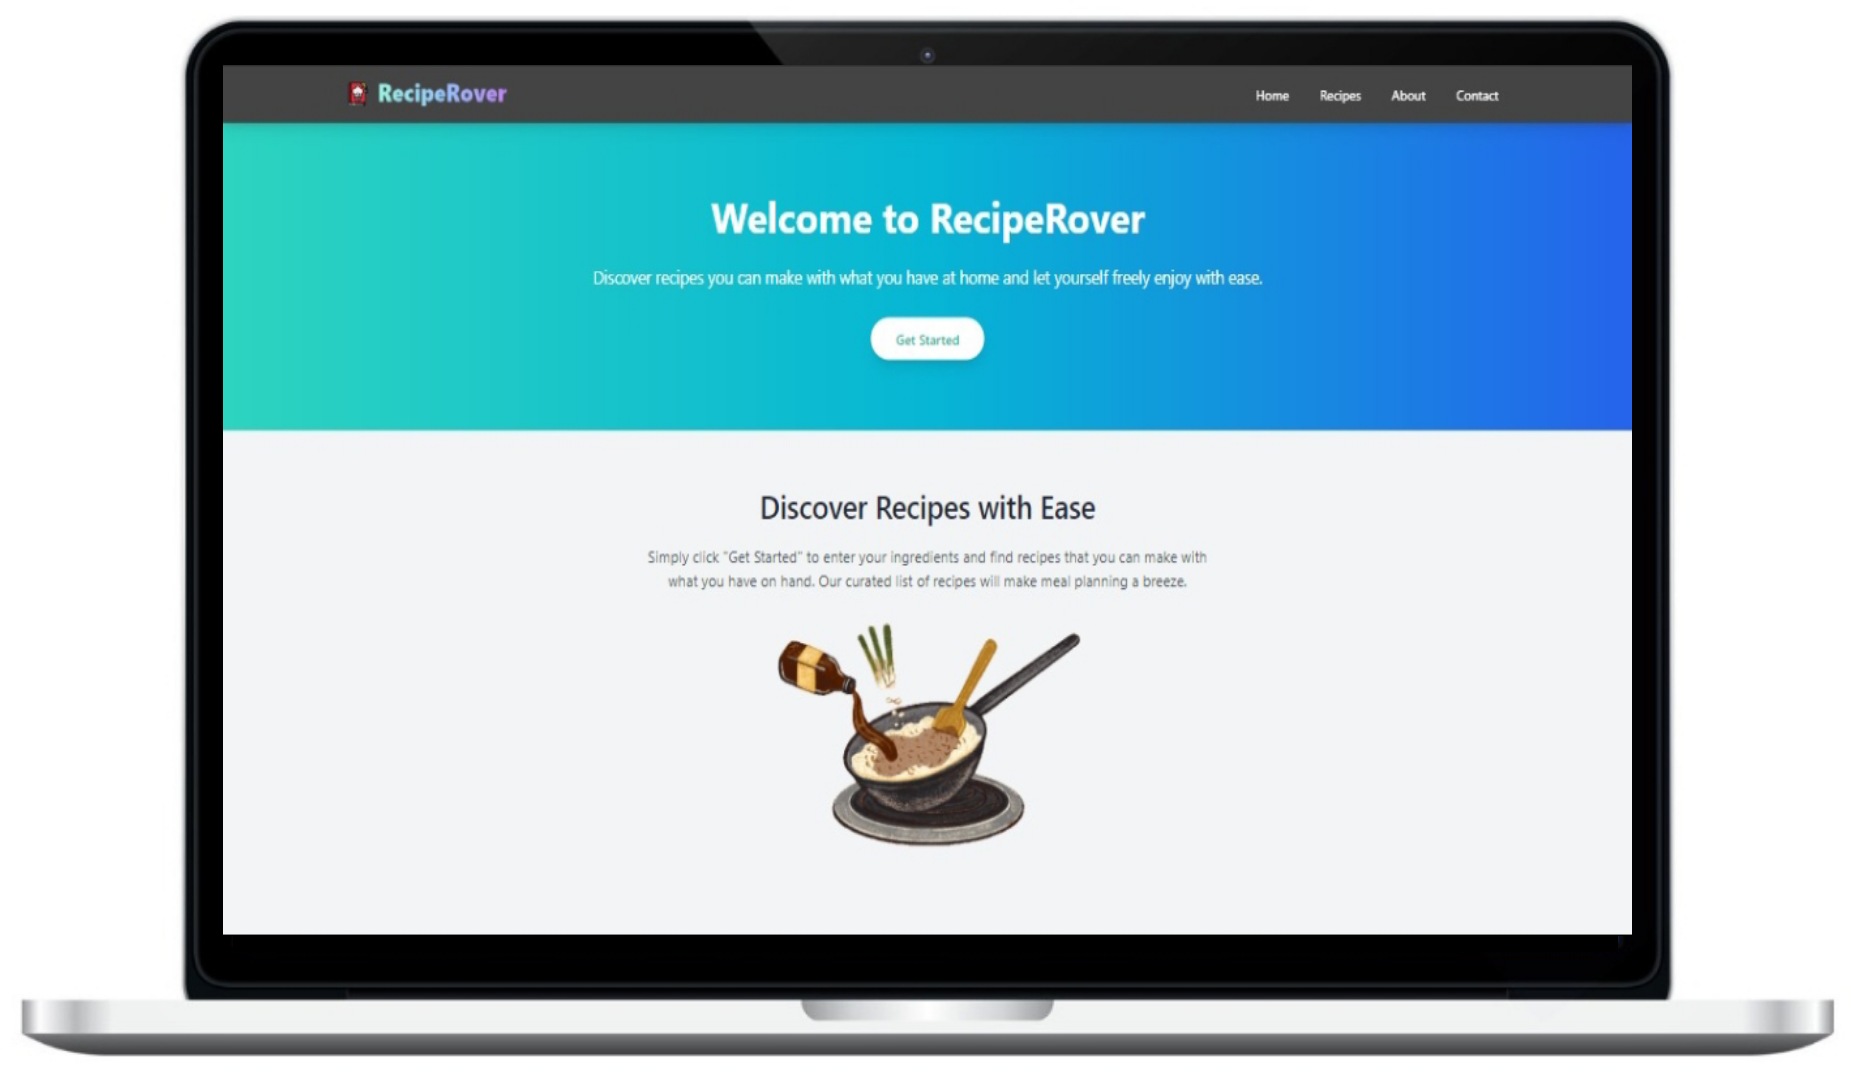 RecipeRover
Home Recipes About Contact
Welcome to RecipeRover
Discover recipes you can make with what you have at home and let yourself freely enjoy with ease.
Get Started
Discover Recipes with Ease
Simply click "Get Started" to enter your ingredients and find recipes that you can make with
what you have on hand. Our curated list of recipes will make meal planning a breeze.